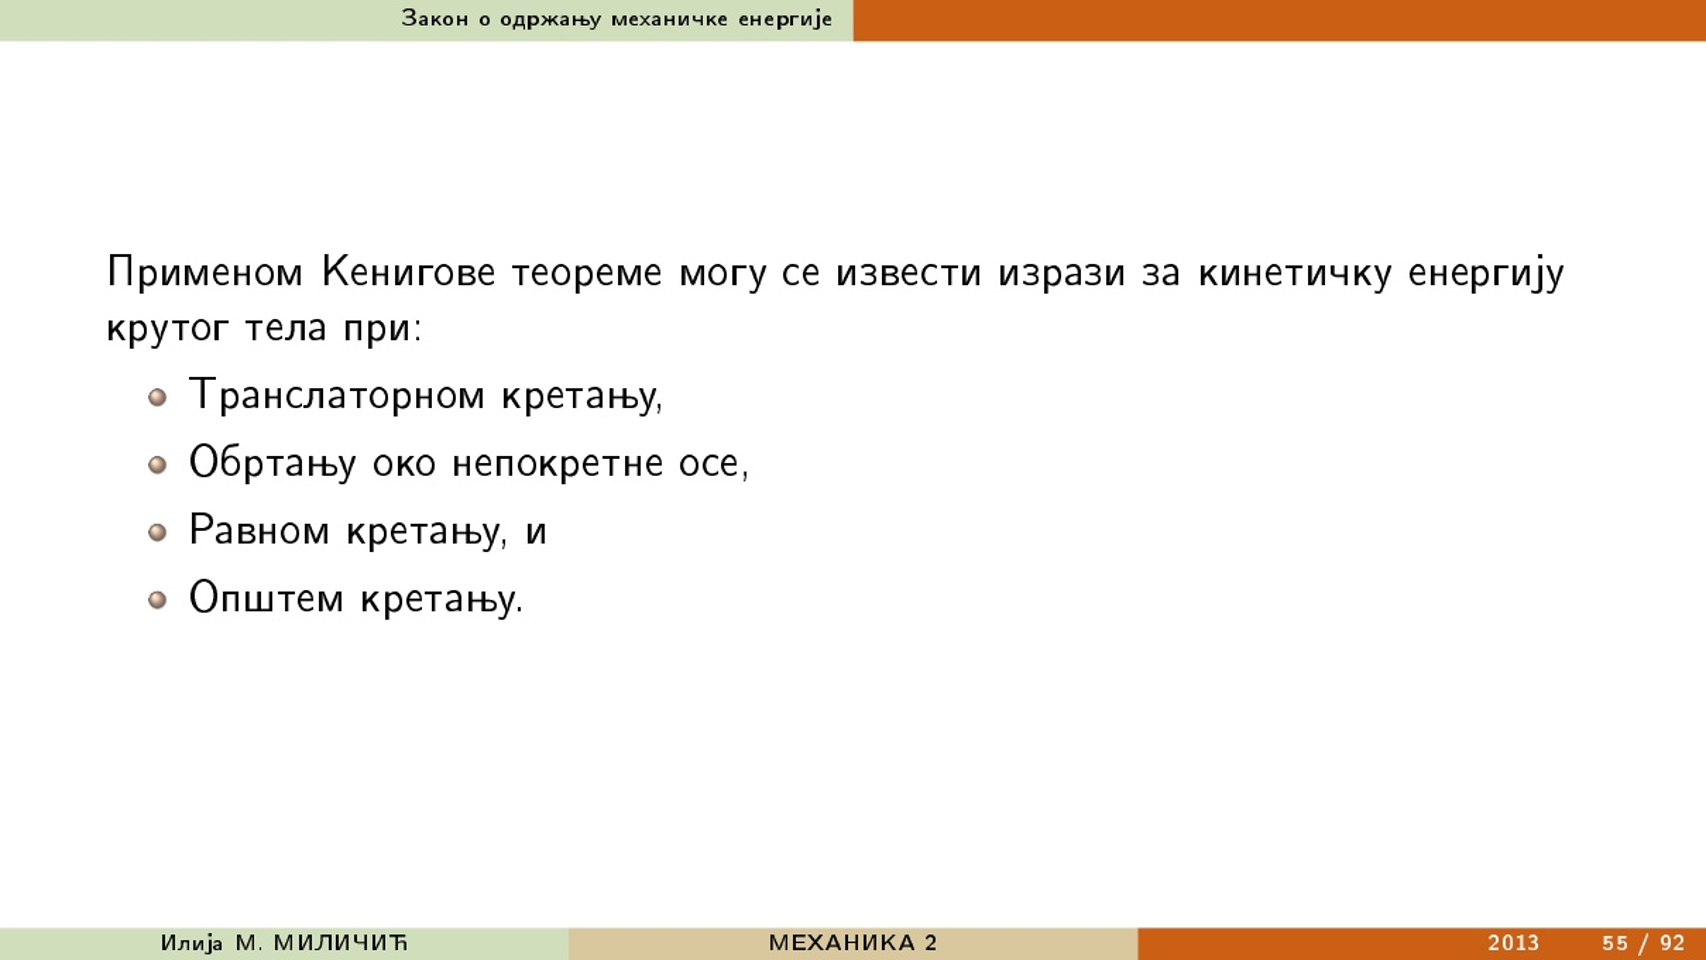 Закон о одржању механичке енергије
Применом Кенигове теореме могу се извести изрази за кинетичку енергију
крутог тела при:
Транслаторном кретању,
Обртању око непокретне осе,
Равном кретању, и
Општем кретању.
Илија М. МИЛИЧИЋ МЕХАНИКА 2 2013 55 / 92